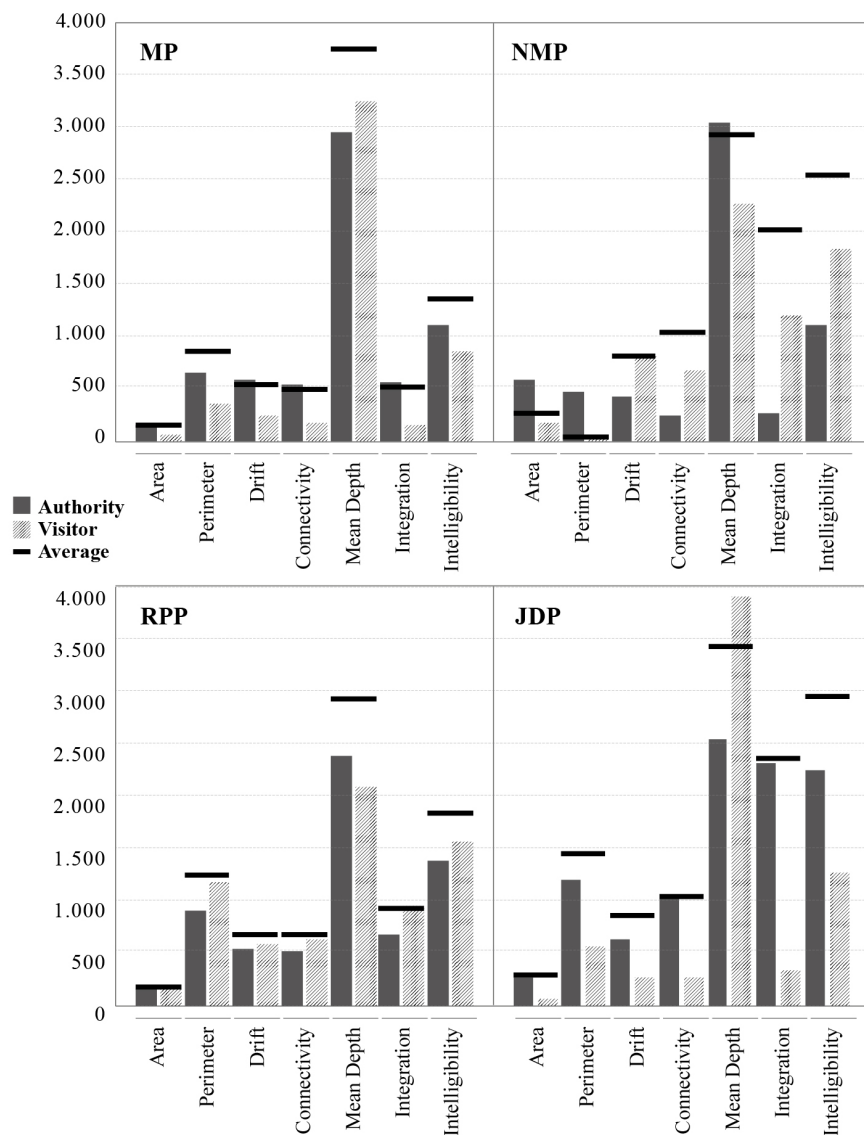 4.000
3.500
3.000
2.500
2.000
1.500
1.000
500
0
MP
NMP
Area
Perimeter
Drift
Connectivity
Mean Depth
Integration
Intelligibility
Area
Perimeter
Drift
Connectivity
Mean Depth
Integration
Intelligibility
Authority
Visitor
Average
4.000
3.500
3.000
2.500
2.000
1.500
1.000
500
0
RPP
JDP
Area
Perimeter
Drift
Connectivity
Mean Depth
Integration
Intelligibility
Area
Perimeter
Drift
Connectivity
Mean Depth
Integration
Intelligibility